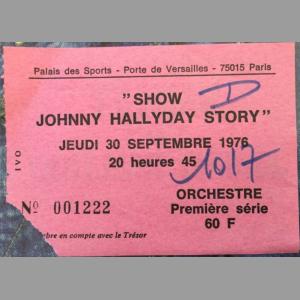 Palais des Sports - Porte de Versailles - 75015 Paris
"SHOW
JOHNNY HALLYDAY STORY"
D
JEUDI 30 SEPTEMBRE 1976
20 heures 45
1017
IVO
ORCHESTRE
Nº 001222
Première série
60 F
en compte avec le Trésor